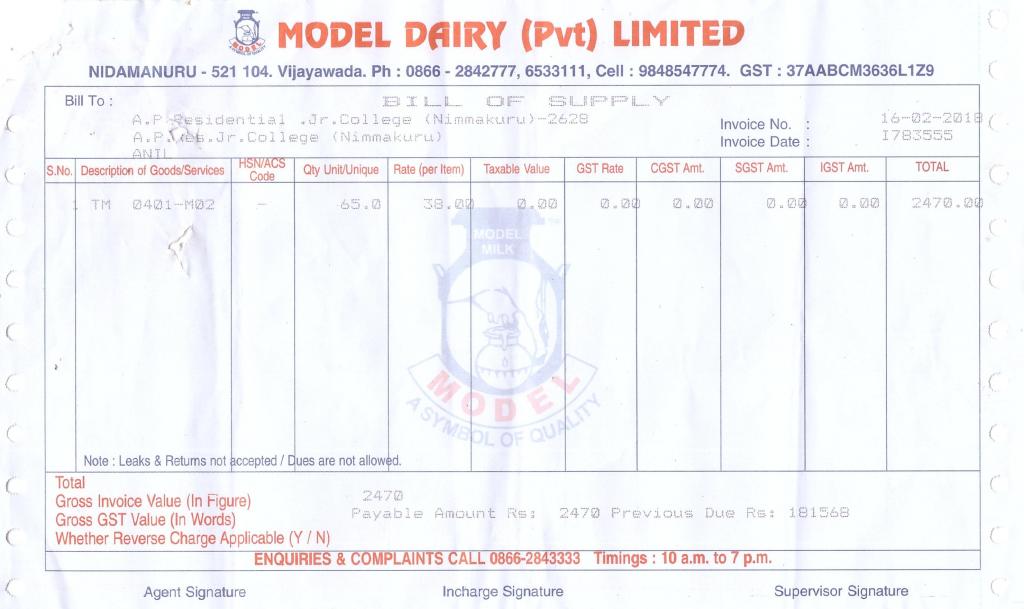 MODEL DAIRY (Pvt) LIMITED
NIDAMANURU - 521 104. Vijayawada. Ph : 0866 - 2842777, 6533111, Cell : 9848547774. GST : 37AABCM3636L1Z9
Bill To : BILL OF SUPPLY
A.P Residential .Jr.College (Nimmakuru)-2628
A.P.Res.Jr.College (Nimmakuru)
ANIL
Invoice No. : 16-02-2018
Invoice Date : I783555
S.No. Description of Goods/Services HSN/ACS Code Qty Unit/Unique Rate (per Item) Taxable Value GST Rate CGST Amt. SGST Amt. IGST Amt. TOTAL
1 TM 0401-M02 - 65.0 38.00 0.00 0.00 0.00 0.00 0.00 2470.00
MODEL
MILK
MODEL
A SYMBOL OF QUALITY
Note : Leaks & Returns not accepted / Dues are not allowed.
Total
Gross Invoice Value (In Figure) 2470
Gross GST Value (In Words) Payable Amount Rs: 2470 Previous Due Rs: 181568
Whether Reverse Charge Applicable (Y / N)
ENQUIRIES & COMPLAINTS CALL 0866-2843333 Timings : 10 a.m. to 7 p.m.
Agent Signature Incharge Signature Supervisor Signature